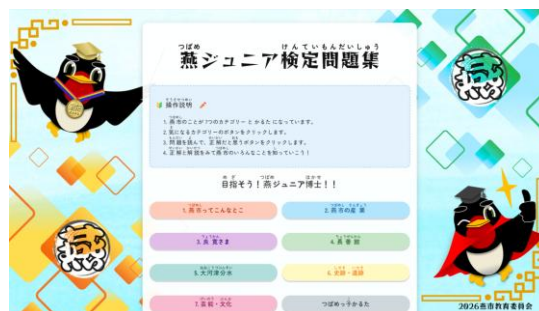 燕ジュニア検定問題集
操作説明
1. 燕市のことが7つのカテゴリー と かるた になっています。
2. 気になるカテゴリーのボタンをクリックします。
3. 問題を読んで、正解だと思うボタンをクリックします。
4. 正解と解説をみて燕市のいろんなことを知っていこう！
目指そう！燕ジュニア博士！！
1. 燕市ってこんなとこ
2. 燕市の産業
3. 良寛さま
4. 長善館
5. 大河津分水
6. 史跡・遺跡
7. 芸術・文化
つばめっ子かるた
燕
燕
2026燕市教育委員会